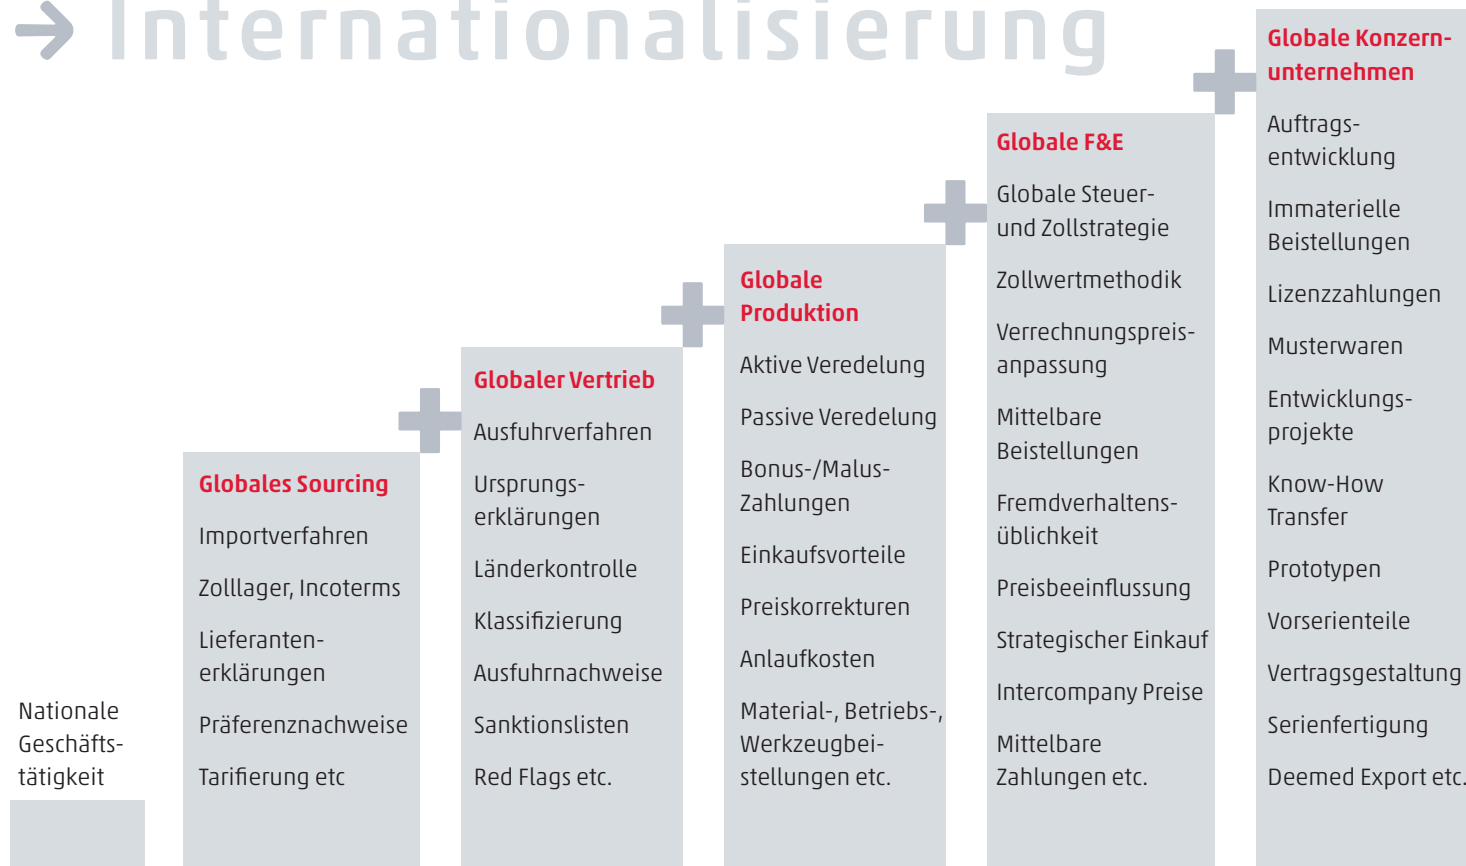 → Internationalisierung
Nationale
Geschäfts-
tätigkeit
Globales Sourcing
Importverfahren
Zolllager, Incoterms
Lieferanten-
erklärungen
Präferenznachweise
Tarifierung etc
Globaler Vertrieb
Ausfuhrverfahren
Ursprungs-
erklärungen
Länderkontrolle
Klassifizierung
Ausfuhrnachweise
Sanktionslisten
Red Flags etc.
Globale
Produktion
Aktive Veredelung
Passive Veredelung
Bonus-/Malus-
Zahlungen
Einkaufsvorteile
Preiskorrekturen
Anlaufkosten
Material-, Betriebs-,
Werkzeugbei-
stellungen etc.
Globale F&E
Globale Steuer-
und Zollstrategie
Zollwertmethodik
Verrechnungspreis-
anpassung
Mittelbare
Beistellungen
Fremdverhaltens-
üblichkeit
Preisbeeinflussung
Strategischer Einkauf
Intercompany Preise
Mittelbare
Zahlungen etc.
Globale Konzern-
unternehmen
Auftrags-
entwicklung
Immaterielle
Beistellungen
Lizenzzahlungen
Musterwaren
Entwicklungs-
projekte
Know-How
Transfer
Prototypen
Vorserienteile
Vertragsgestaltung
Serienfertigung
Deemed Export etc.